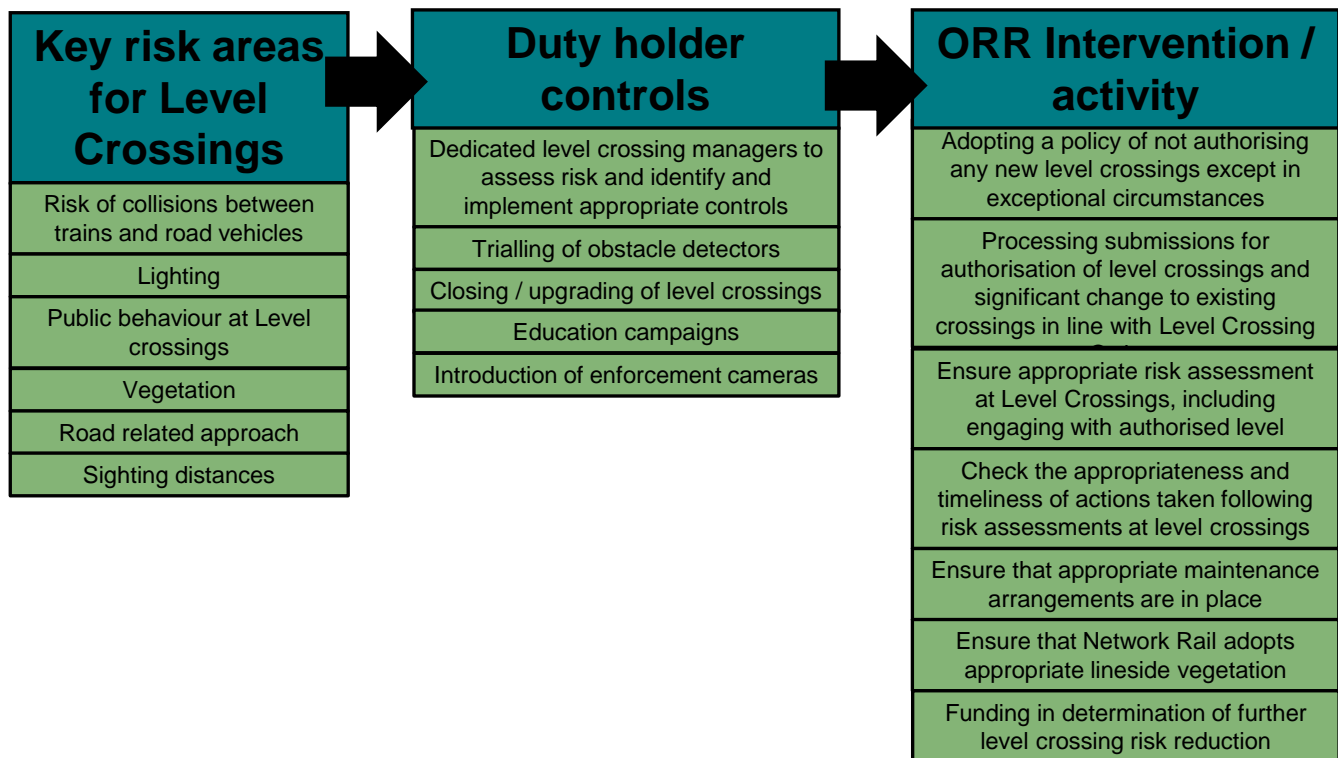 Key risk areas
for Level
Crossings
Risk of collisions between
trains and road vehicles
Lighting
Public behaviour at Level
crossings
Vegetation
Road related approach
Sighting distances
Duty holder
controls
Dedicated level crossing managers to
assess risk and identify and
implement appropriate controls
Trialling of obstacle detectors
Closing / upgrading of level crossings
Education campaigns
Introduction of enforcement cameras
ORR Intervention /
activity
Adopting a policy of not authorising
any new level crossings except in
exceptional circumstances
Processing submissions for
authorisation of level crossings and
significant change to existing
crossings in line with Level Crossing
Ensure appropriate risk assessment
at Level Crossings, including
engaging with authorised level
Check the appropriateness and
timeliness of actions taken following
risk assessments at level crossings
Ensure that appropriate maintenance
arrangements are in place
Ensure that Network Rail adopts
appropriate lineside vegetation
Funding in determination of further
level crossing risk reduction